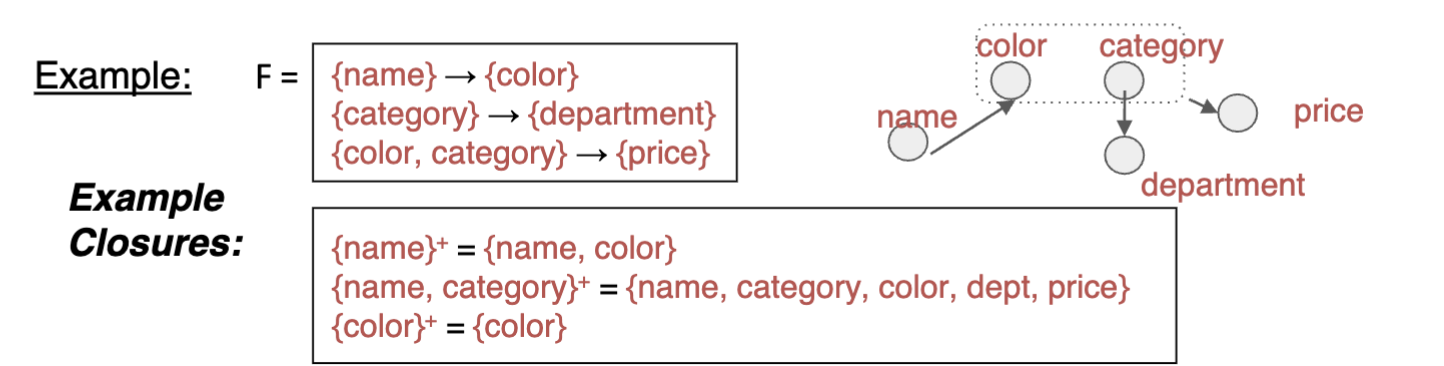 Example:
F =
{name} → {color}
{category} → {department}
{color, category} → {price}
color
category
name
price
department
Example
Closures:
{name}⁺ = {name, color}
{name, category}⁺ = {name, category, color, dept, price}
{color}⁺ = {color}